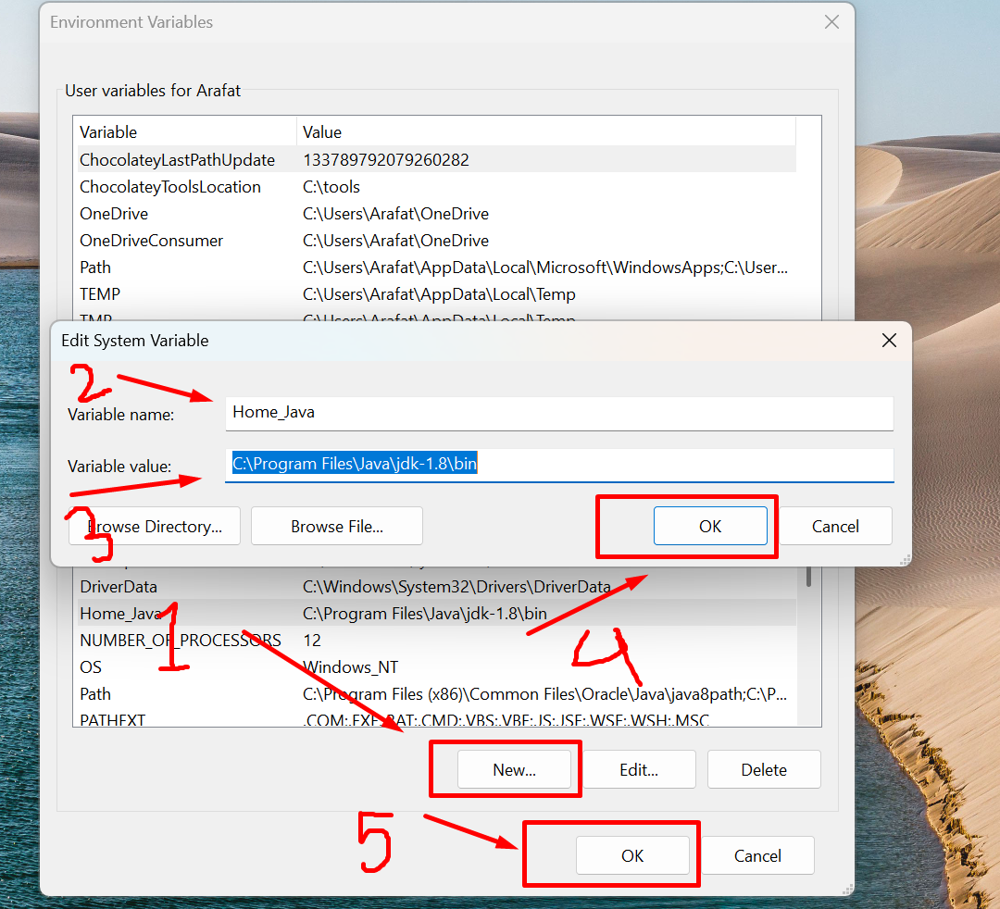 Environment Variables
User variables for Arafat
Variable Value
ChocolateyLastPathUpdate 133789792079260282
ChocolateyToolsLocation C:\tools
OneDrive C:\Users\Arafat\OneDrive
OneDriveConsumer C:\Users\Arafat\OneDrive
Path C:\Users\Arafat\AppData\Local\Microsoft\WindowsApps;C:\User...
TEMP C:\Users\Arafat\AppData\Local\Temp
TMP C:\Users\Arafat\AppData\Local\Temp
Edit System Variable
2
Variable name: Home_Java
Variable value: C:\Program Files\Java\jdk-1.8\bin
3
Browse Directory... Browse File... OK Cancel
DriverData C:\Windows\System32\Drivers\DriverData
Home_Java C:\Program Files\Java\jdk-1.8\bin
1
NUMBER_OF_PROCESSORS 12
4
OS Windows_NT
Path C:\Program Files (x86)\Common Files\Oracle\Java\java8path;C:\P...
PATHEXT .COM;.EXE;.BAT;.CMD;.VBS;.VBE;.JS;.JSE;.WSF;.WSH;.MSC
New... Edit... Delete
5
OK Cancel